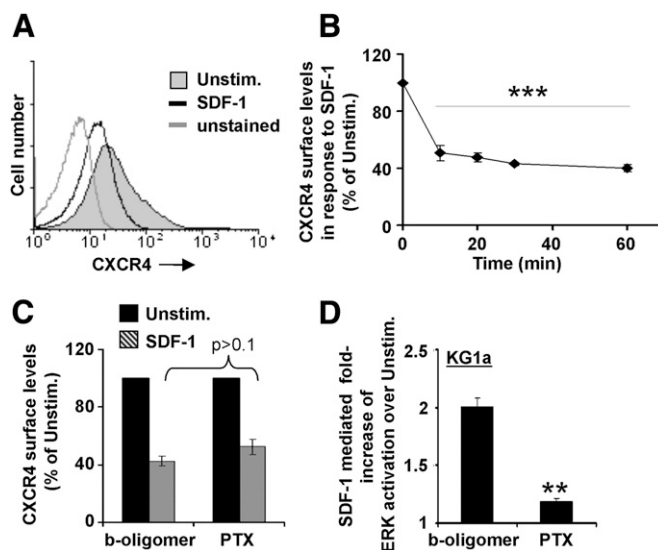 A
Unstim.
SDF-1
unstained
Cell number
10⁰ 10¹ 10² 10³ 10⁴
CXCR4
B
CXCR4 surface levels
in response to SDF-1
(% of Unstim.)
120
80
40
0
***
0 20 40 60
Time (min)
C
Unstim.
SDF-1
p>0.1
CXCR4 surface levels
(% of Unstim.)
120
80
40
0
b-oligomer PTX
D
SDF-1 mediated fold-
increase of
ERK activation over Unstim.
2.5
2
1.5
1
KG1a
**
b-oligomer PTX